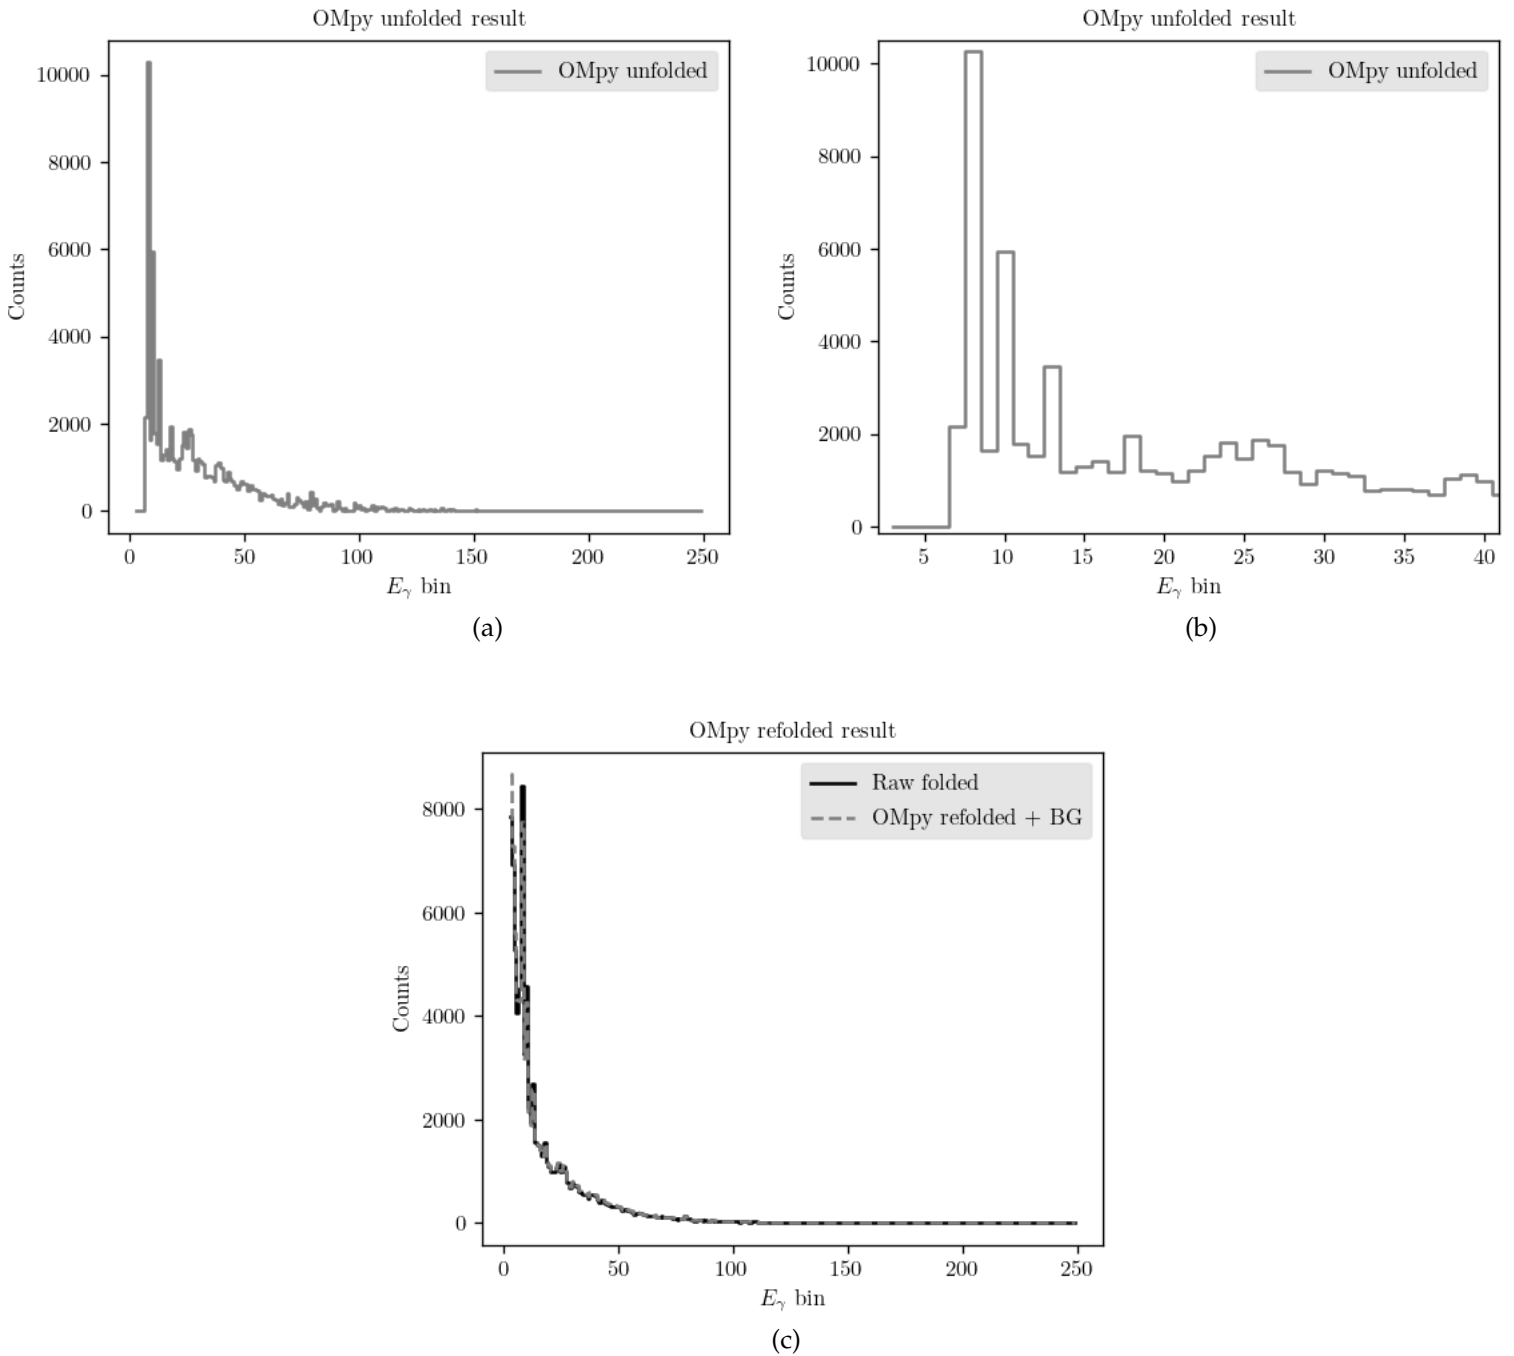 OMpy unfolded result
OMpy unfolded
10000
8000
6000
4000
2000
0
Counts
0 50 100 150 200 250
E_γ bin
(a)
OMpy unfolded result
OMpy unfolded
10000
8000
6000
4000
2000
0
Counts
5 10 15 20 25 30 35 40
E_γ bin
(b)
OMpy refolded result
Raw folded
OMpy refolded + BG
8000
6000
4000
2000
0
Counts
0 50 100 150 200 250
E_γ bin
(c)